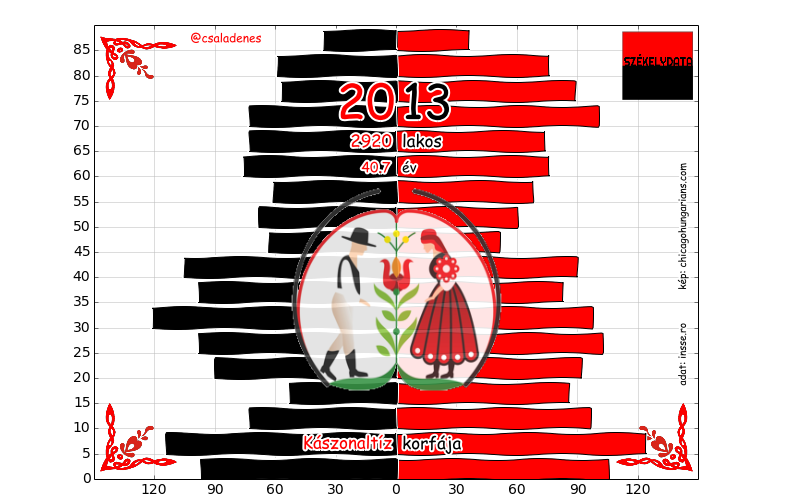 @csaladenes
SZÉKELYDATA
2013
2920 lakos
40.7 év
kép: chicagohungarians.com
adat: insse.ro
Kászonaltíz korfája
85
80
75
70
65
60
55
50
45
40
35
30
25
20
15
10
5
0
120 90 60 30 0 30 60 90 120